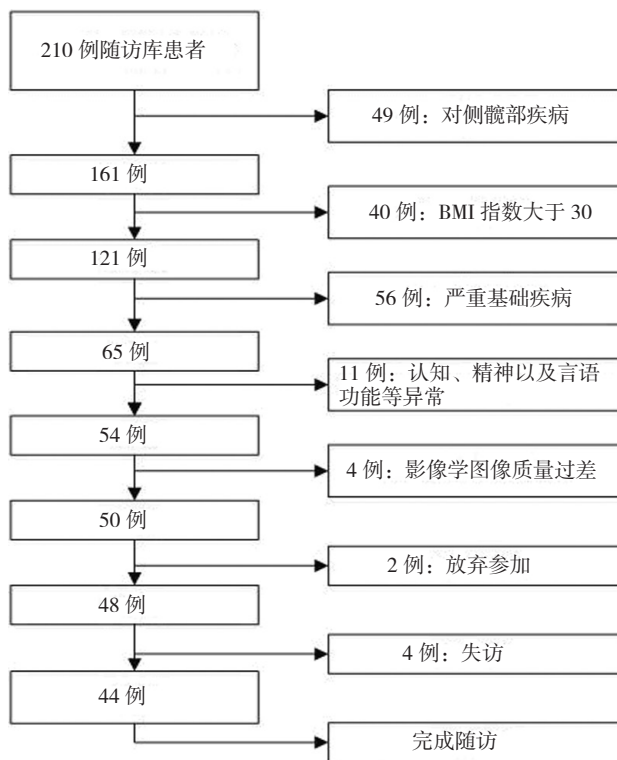 210 例随访库患者
49 例：对侧髋部疾病
161 例
40 例：BMI 指数大于 30
121 例
56 例：严重基础疾病
65 例
11 例：认知、精神以及言语
功能等异常
54 例
4 例：影像学图像质量过差
50 例
2 例：放弃参加
48 例
4 例：失访
44 例
完成随访